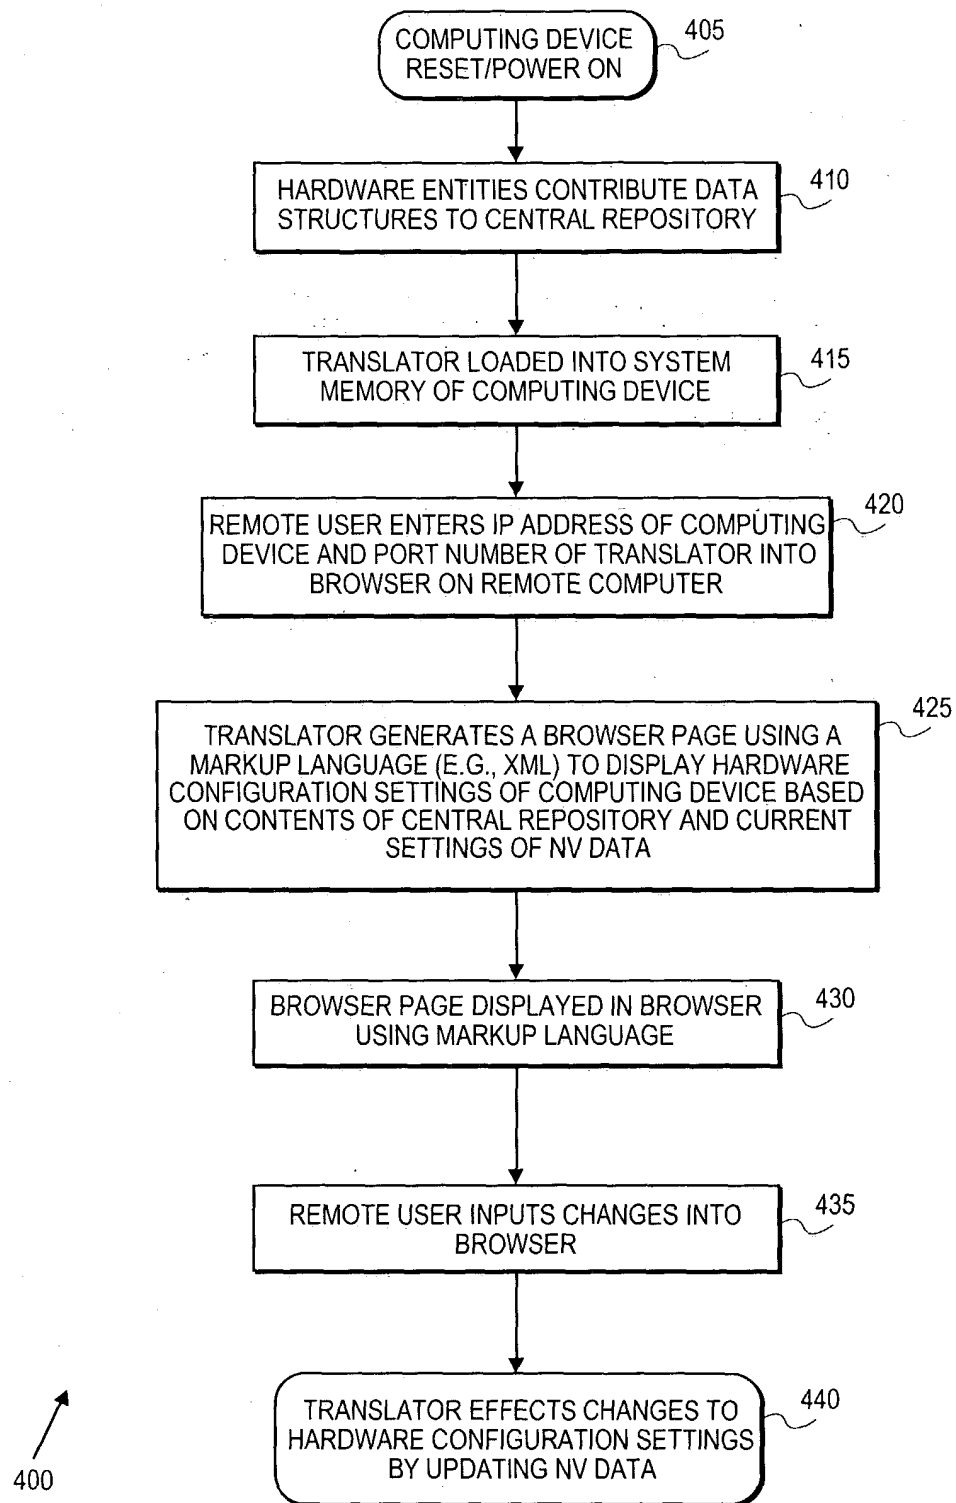 COMPUTING DEVICE
RESET/POWER ON
405
HARDWARE ENTITIES CONTRIBUTE DATA
STRUCTURES TO CENTRAL REPOSITORY
410
TRANSLATOR LOADED INTO SYSTEM
MEMORY OF COMPUTING DEVICE
415
REMOTE USER ENTERS IP ADDRESS OF COMPUTING
DEVICE AND PORT NUMBER OF TRANSLATOR INTO
BROWSER ON REMOTE COMPUTER
420
TRANSLATOR GENERATES A BROWSER PAGE USING A
MARKUP LANGUAGE (E.G., XML) TO DISPLAY HARDWARE
CONFIGURATION SETTINGS OF COMPUTING DEVICE BASED
ON CONTENTS OF CENTRAL REPOSITORY AND CURRENT
SETTINGS OF NV DATA
425
BROWSER PAGE DISPLAYED IN BROWSER
USING MARKUP LANGUAGE
430
REMOTE USER INPUTS CHANGES INTO
BROWSER
435
TRANSLATOR EFFECTS CHANGES TO
HARDWARE CONFIGURATION SETTINGS
BY UPDATING NV DATA
440
400